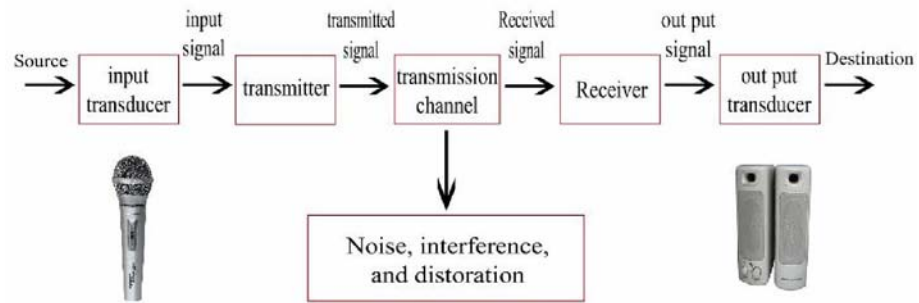 Source
input
transducer
input
signal
transmitter
transmitted
signal
transmission
channel
Received
signal
Receiver
out put
signal
out put
transducer
Destination
Noise, interference,
and distoration